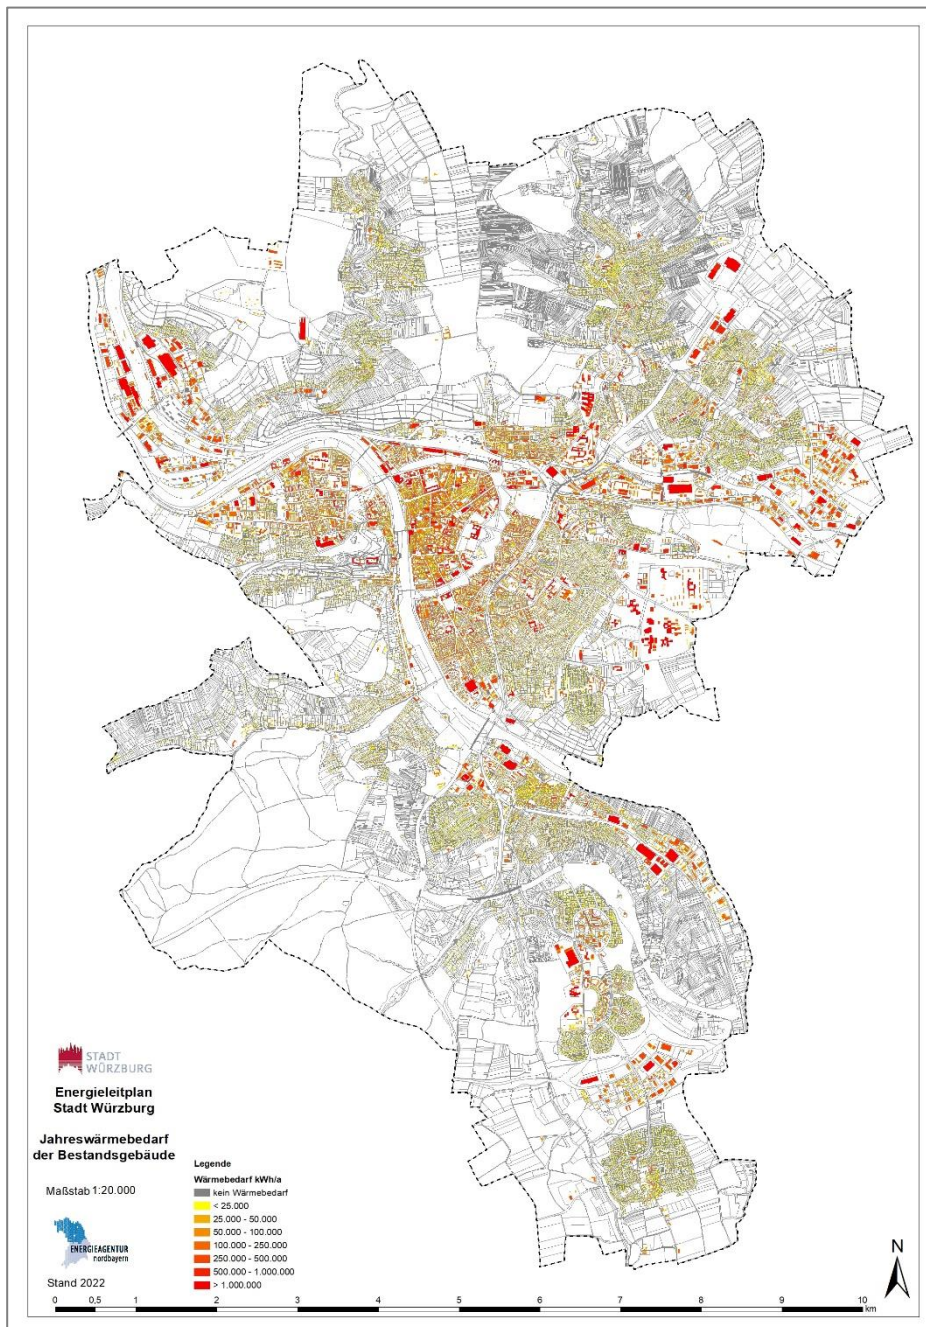 STADT
WÜRZBURG
Energieleitplan
Stadt Würzburg
Jahreswärmebedarf
der Bestandsgebäude
Maßstab 1:20.000
ENERGIEAGENTUR
nordbayern
Stand 2022
Legende
Wärmebedarf kWh/a
kein Wärmebedarf
< 25.000
25.000 - 50.000
50.000 - 100.000
100.000 - 250.000
250.000 - 500.000
500.000 - 1.000.000
> 1.000.000
N
0 0,5 1 2 3 4 5 6 7 8 9 10
km